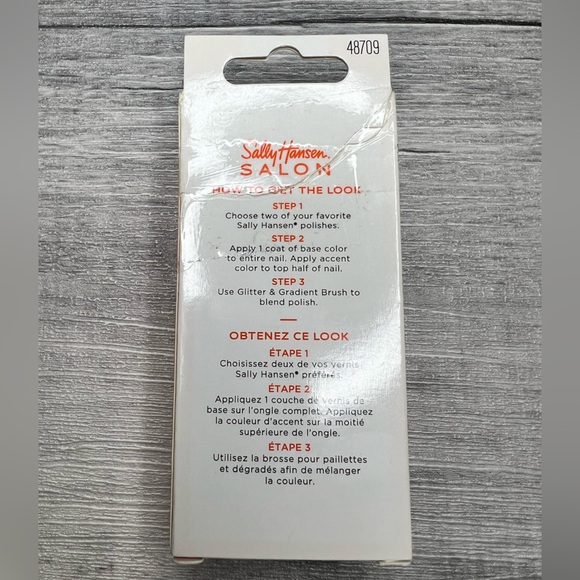 48709
Sally Hansen.
SALON
HOW TO GET THE LOOK
STEP 1
Choose two of your favorite
Sally Hansen® polishes.
STEP 2
Apply 1 coat of base color
to entire nail. Apply accent
color to top half of nail.
STEP 3
Use Glitter & Gradient Brush to
blend polish.
OBTENEZ CE LOOK
ÉTAPE 1
Choisissez deux de vos vernis
Sally Hansen® préférés.
ÉTAPE 2
Appliquez 1 couche de vernis de
base sur l'ongle complet. Appliquez
la couleur d'accent sur la moitié
supérieure de l'ongle.
ÉTAPE 3
Utilisez la brosse pour paillettes
et dégradés afin de mélanger
la couleur.